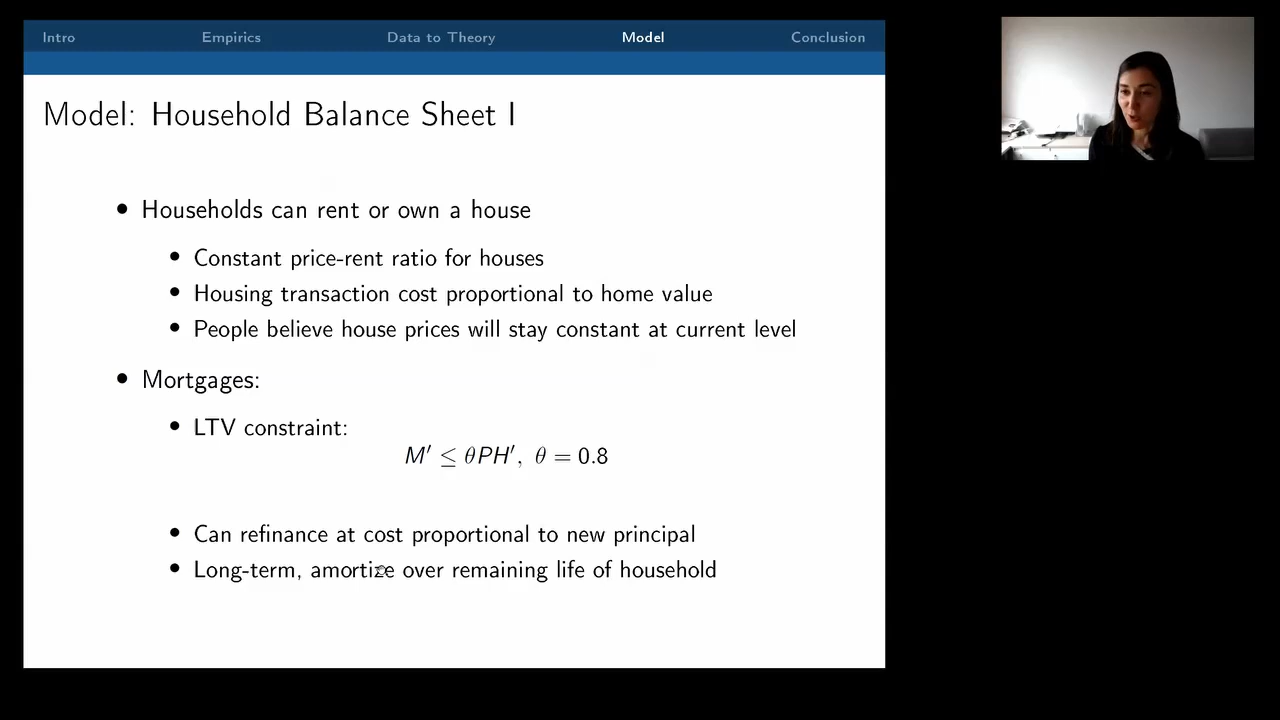 Intro Empirics Data to Theory Model Conclusion
Model: Household Balance Sheet I
• Households can rent or own a house
• Constant price-rent ratio for houses
• Housing transaction cost proportional to home value
• People believe house prices will stay constant at current level
• Mortgages:
• LTV constraint:
M′ ≤ θPH′, θ = 0.8
• Can refinance at cost proportional to new principal
• Long-term, amortize over remaining life of household